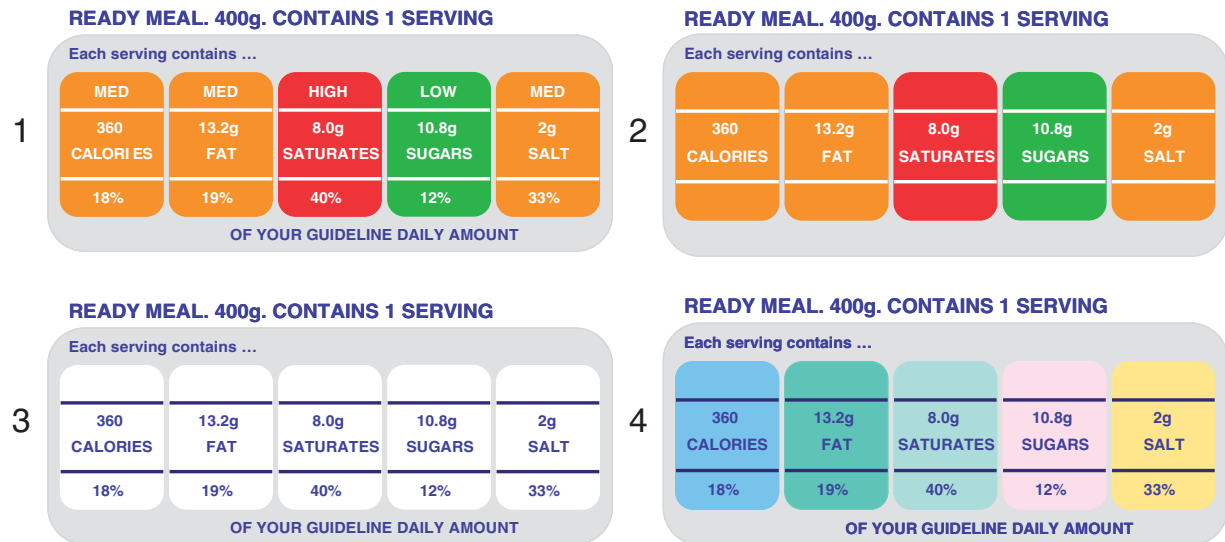 READY MEAL. 400g. CONTAINS 1 SERVING
1
Each serving contains ...
MED MED HIGH LOW MED
360 13.2g 8.0g 10.8g 2g
CALORI ES FAT SATURATES SUGARS SALT
18% 19% 40% 12% 33%
OF YOUR GUIDELINE DAILY AMOUNT
READY MEAL. 400g. CONTAINS 1 SERVING
2
Each serving contains ...
360 13.2g 8.0g 10.8g 2g
CALORIES FAT SATURATES SUGARS SALT
READY MEAL. 400g. CONTAINS 1 SERVING
3
Each serving contains ...
360 13.2g 8.0g 10.8g 2g
CALORIES FAT SATURATES SUGARS SALT
18% 19% 40% 12% 33%
OF YOUR GUIDELINE DAILY AMOUNT
READY MEAL. 400g. CONTAINS 1 SERVING
4
Each serving contains ...
360 13.2g 8.0g 10.8g 2g
CALORIES FAT SATURATES SUGARS SALT
18% 19% 40% 12% 33%
OF YOUR GUIDELINE DAILY AMOUNT